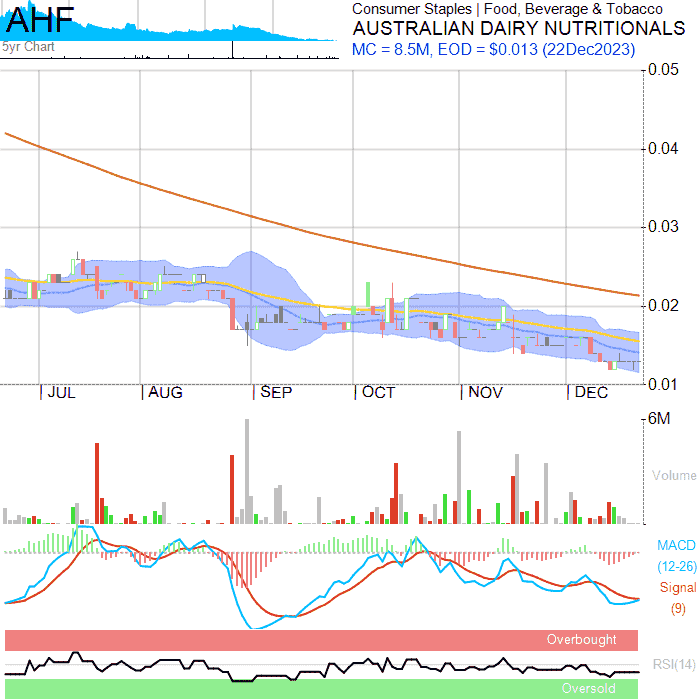 AHF
5yr Chart
Consumer Staples | Food, Beverage & Tobacco
AUSTRALIAN DAIRY NUTRITIONALS
MC = 8.5M, EOD = $0.013 (22Dec2023)
0.05
0.04
0.03
0.02
0.01
| JUL | AUG | SEP | OCT | NOV | DEC
6M
Volume
MACD
(12-26)
Signal
(9)
Overbought
RSI(14)
Oversold